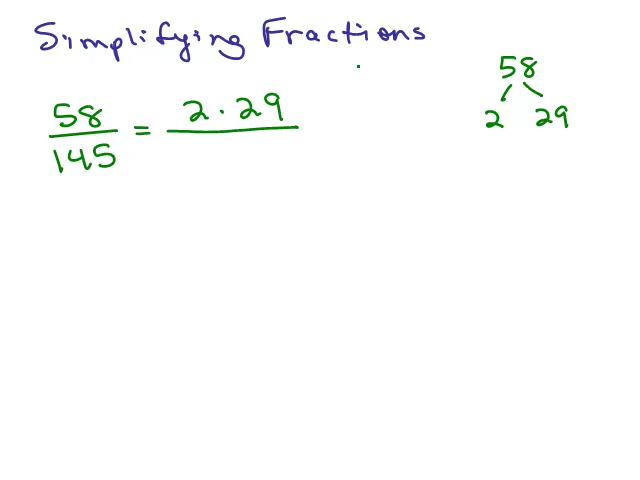 Simplifying Fractions
58/145 = 2 · 29/
58
2 29